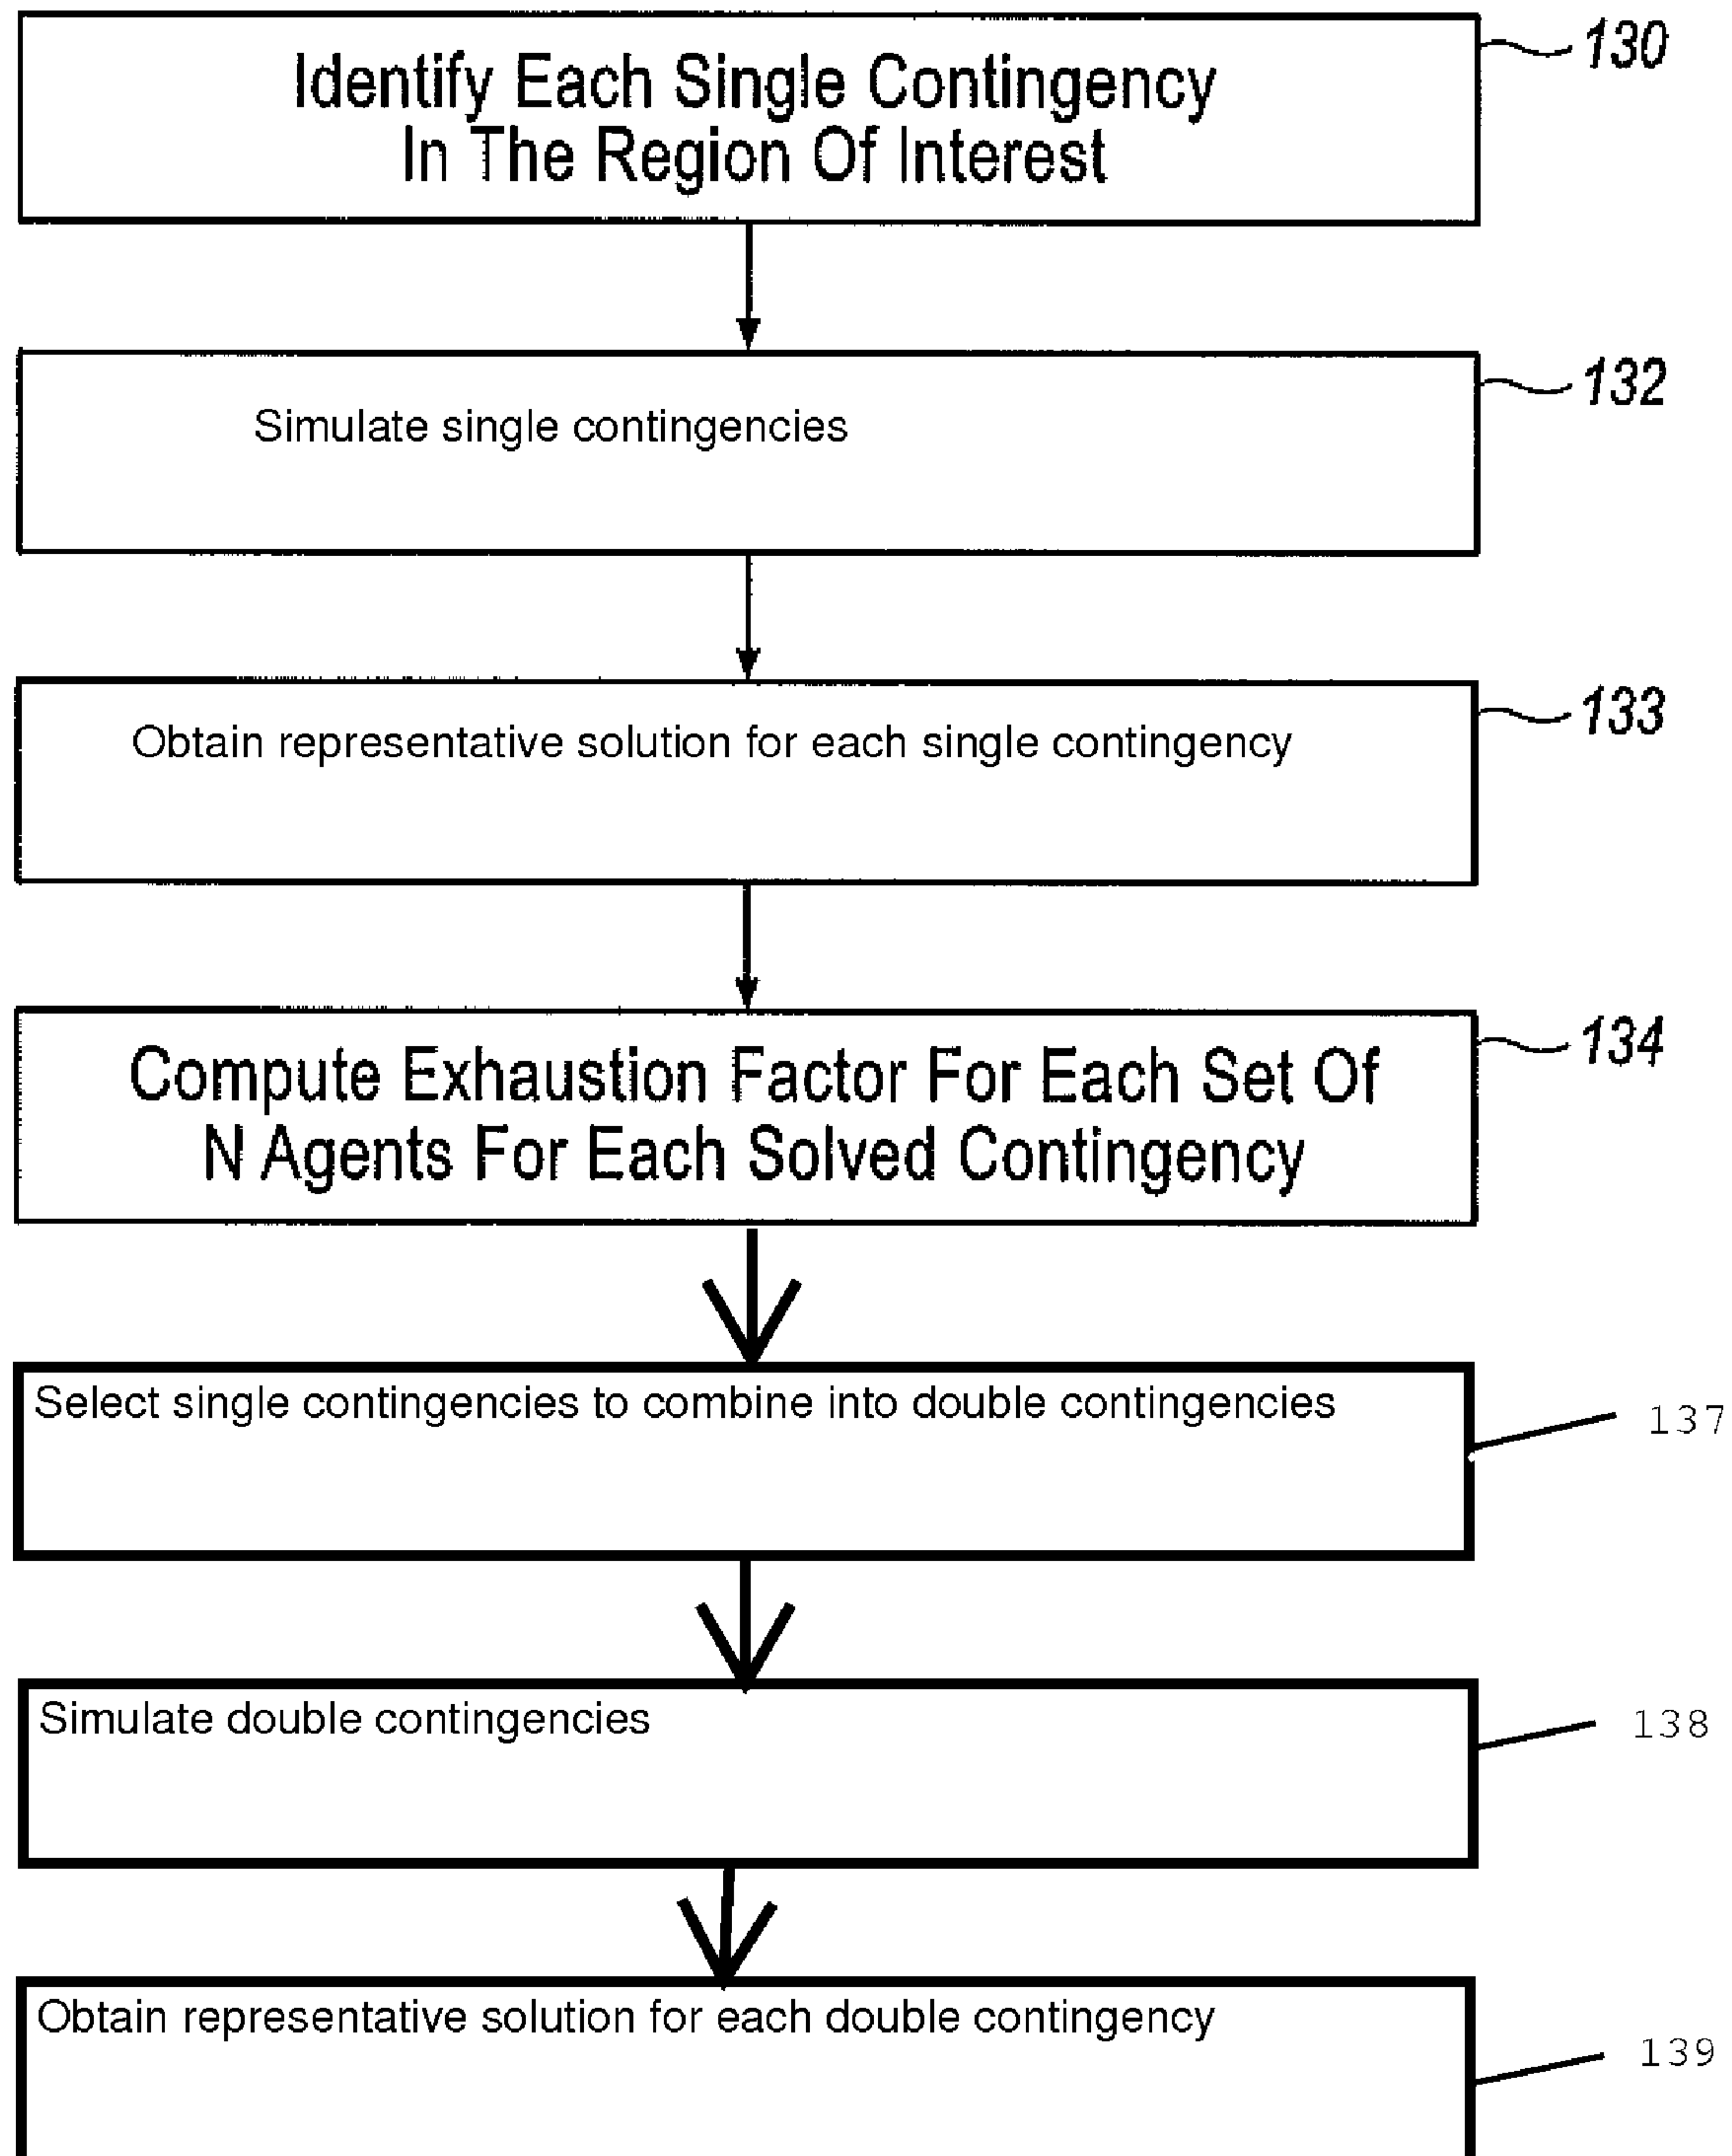 Identify Each Single Contingency
In The Region Of Interest
130
Simulate single contingencies
132
Obtain representative solution for each single contingency
133
Compute Exhaustion Factor For Each Set Of
N Agents For Each Solved Contingency
134
Select single contingencies to combine into double contingencies
137
Simulate double contingencies
138
Obtain representative solution for each double contingency
139